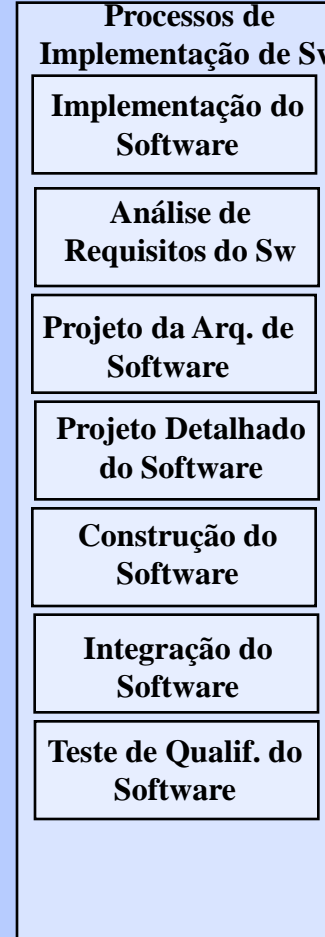 Processos de
Implementação de Sw
Implementação do
Software
Análise de
Requisitos do Sw
Projeto da Arq. de
Software
Projeto Detalhado
do Software
Construção do
Software
Integração do
Software
Teste de Qualif. do
Software